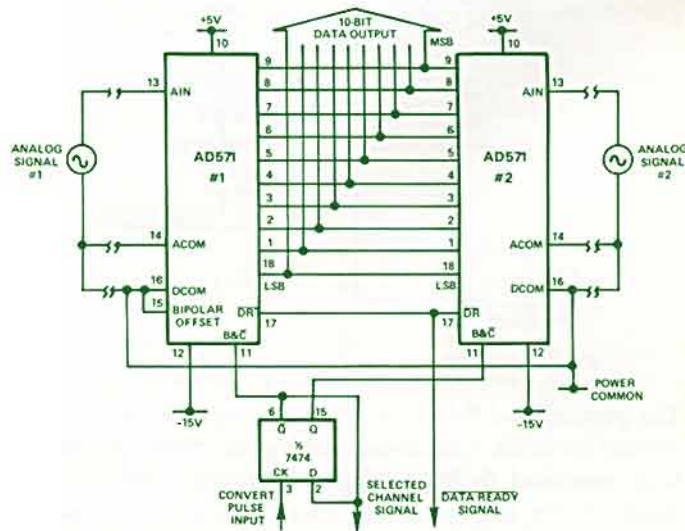 10-BIT
DATA OUTPUT
+5V
10
MSB
+5V
10
13
AIN
9
8
7
6
5
4
3
2
1
18
LSB
9
8
7
6
5
4
3
2
1
18
LSB
AIN
13
ANALOG
SIGNAL
#1
AD571
#1
AD571
#2
ANALOG
SIGNAL
#2
14
ACOM
ACOM
14
16
DCOM
DCOM
16
15
BIPOLAR
OFFSET
DR
17
17
DR
B&C
B&C
12
11
11
12
-15V
-15V
POWER
COMMON
6
15
Q
Q
½
7474
CK
D
3
2
CONVERT
PULSE
INPUT
SELECTED
CHANNEL
SIGNAL
DATA READY
SIGNAL